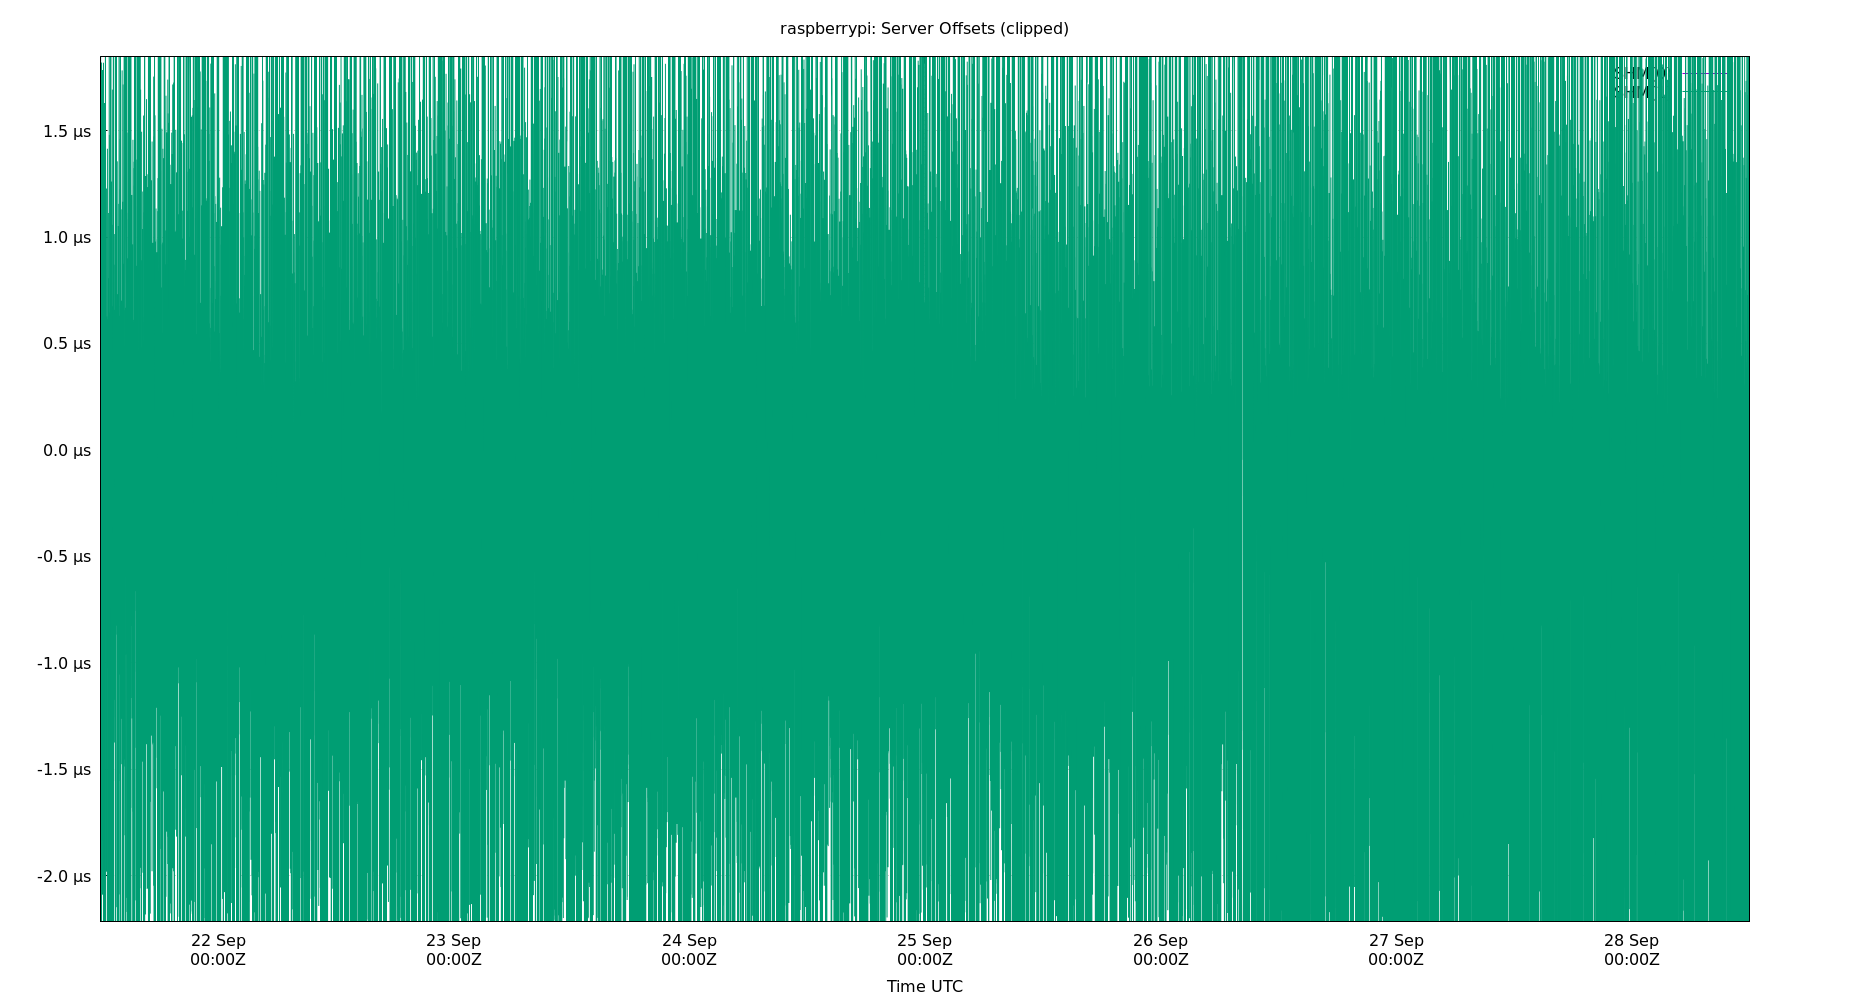 raspberrypi: Server Offsets (clipped)
1.5 µs
1.0 µs
0.5 µs
0.0 µs
-0.5 µs
-1.0 µs
-1.5 µs
-2.0 µs
22 Sep
00:00Z
23 Sep
00:00Z
24 Sep
00:00Z
25 Sep
00:00Z
26 Sep
00:00Z
27 Sep
00:00Z
28 Sep
00:00Z
Time UTC